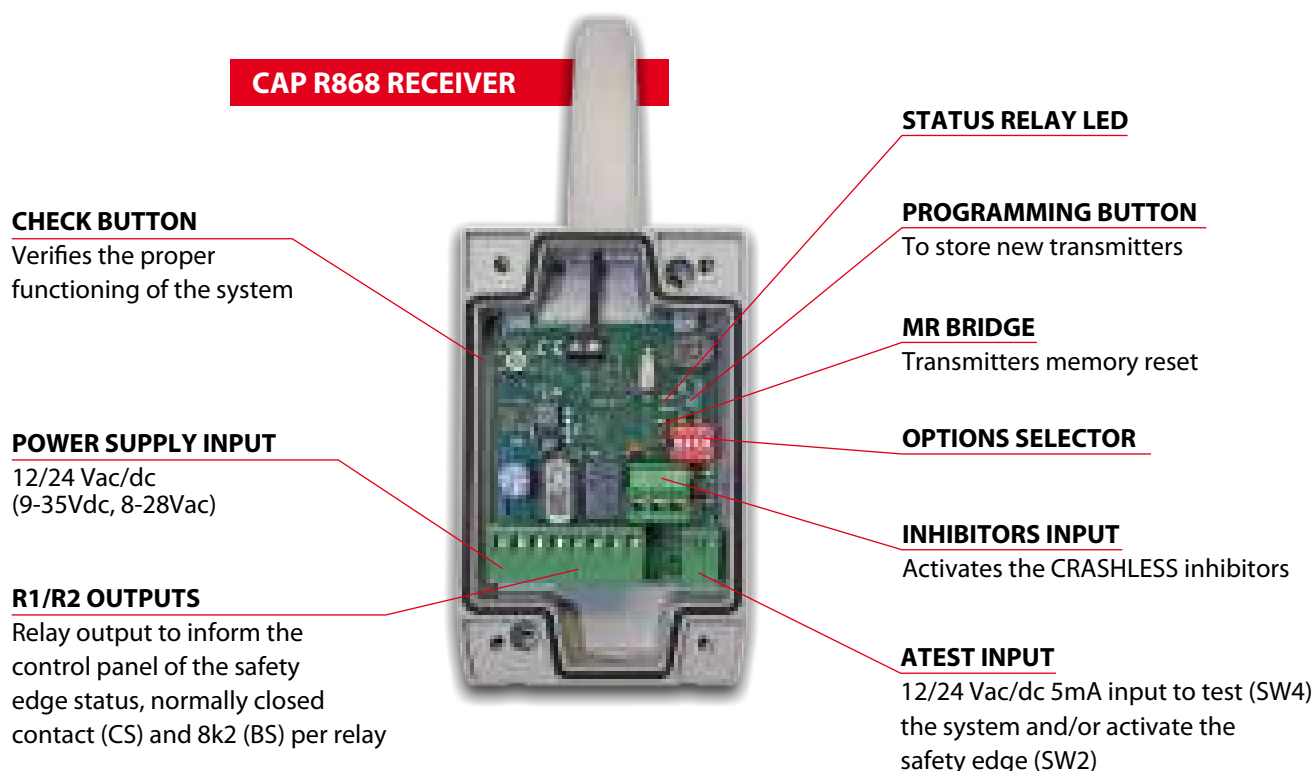 CAP R868 RECEIVER
CHECK BUTTON
Verifies the proper
functioning of the system
POWER SUPPLY INPUT
12/24 Vac/dc
(9-35Vdc, 8-28Vac)
R1/R2 OUTPUTS
Relay output to inform the
control panel of the safety
edge status, normally closed
contact (CS) and 8k2 (BS) per relay
STATUS RELAY LED
PROGRAMMING BUTTON
To store new transmitters
MR BRIDGE
Transmitters memory reset
OPTIONS SELECTOR
INHIBITORS INPUT
Activates the CRASHLESS inhibitors
ATEST INPUT
12/24 Vac/dc 5mA input to test (SW4)
the system and/or activate the
safety edge (SW2)